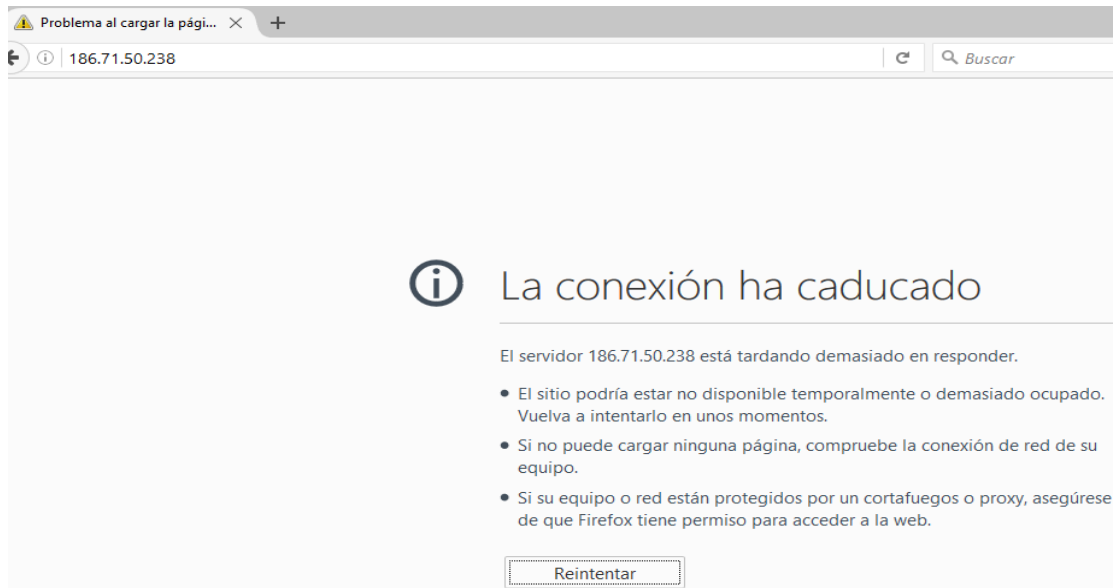 Problema al cargar la pági...
186.71.50.238
Buscar
La conexión ha caducado
El servidor 186.71.50.238 está tardando demasiado en responder.
El sitio podría estar no disponible temporalmente o demasiado ocupado.
Vuelva a intentarlo en unos momentos.
Si no puede cargar ninguna página, compruebe la conexión de red de su
equipo.
Si su equipo o red están protegidos por un cortafuegos o proxy, asegúrese
de que Firefox tiene permiso para acceder a la web.
Reintentar